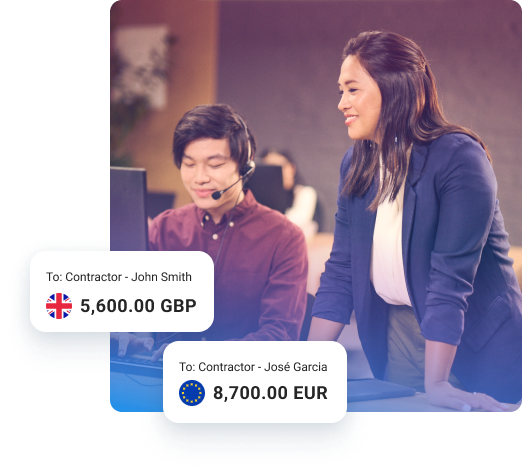 To: Contractor - John Smith
5,600.00 GBP
To: Contractor - José Garcia
8,700.00 EUR